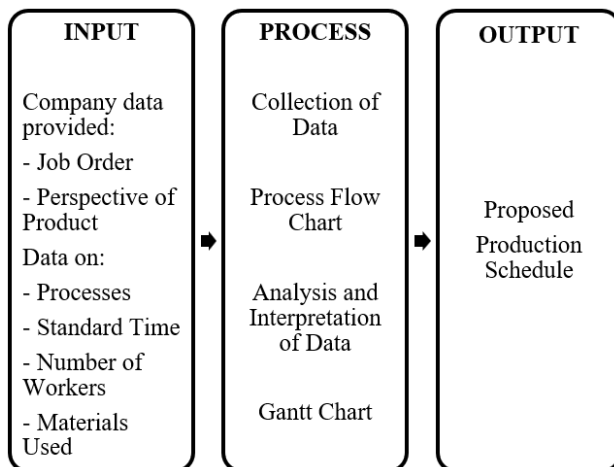 INPUT
Company data
provided:
- Job Order
- Perspective of
Product
Data on:
- Processes
- Standard Time
- Number of
Workers
- Materials
Used
PROCESS
Collection of
Data
Process Flow
Chart
Analysis and
Interpretation
of Data
Gantt Chart
OUTPUT
Proposed
Production
Schedule